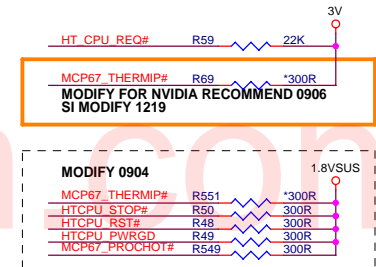 3V
HT_CPU_REQ# R59 22K
MCP67_THERMIP# R69 *300R
MODIFY FOR NVIDIA RECOMMEND 0906
SI MODIFY 1219
MODIFY 0904
1.8VSUS
MCP67_THERMIP# R551 *300R
HTCPU_STOP# R50 300R
HTCPU_RST# R48 300R
HTCPU_PWRGD R49 300R
MCP67_PROCHOT# R549 300R